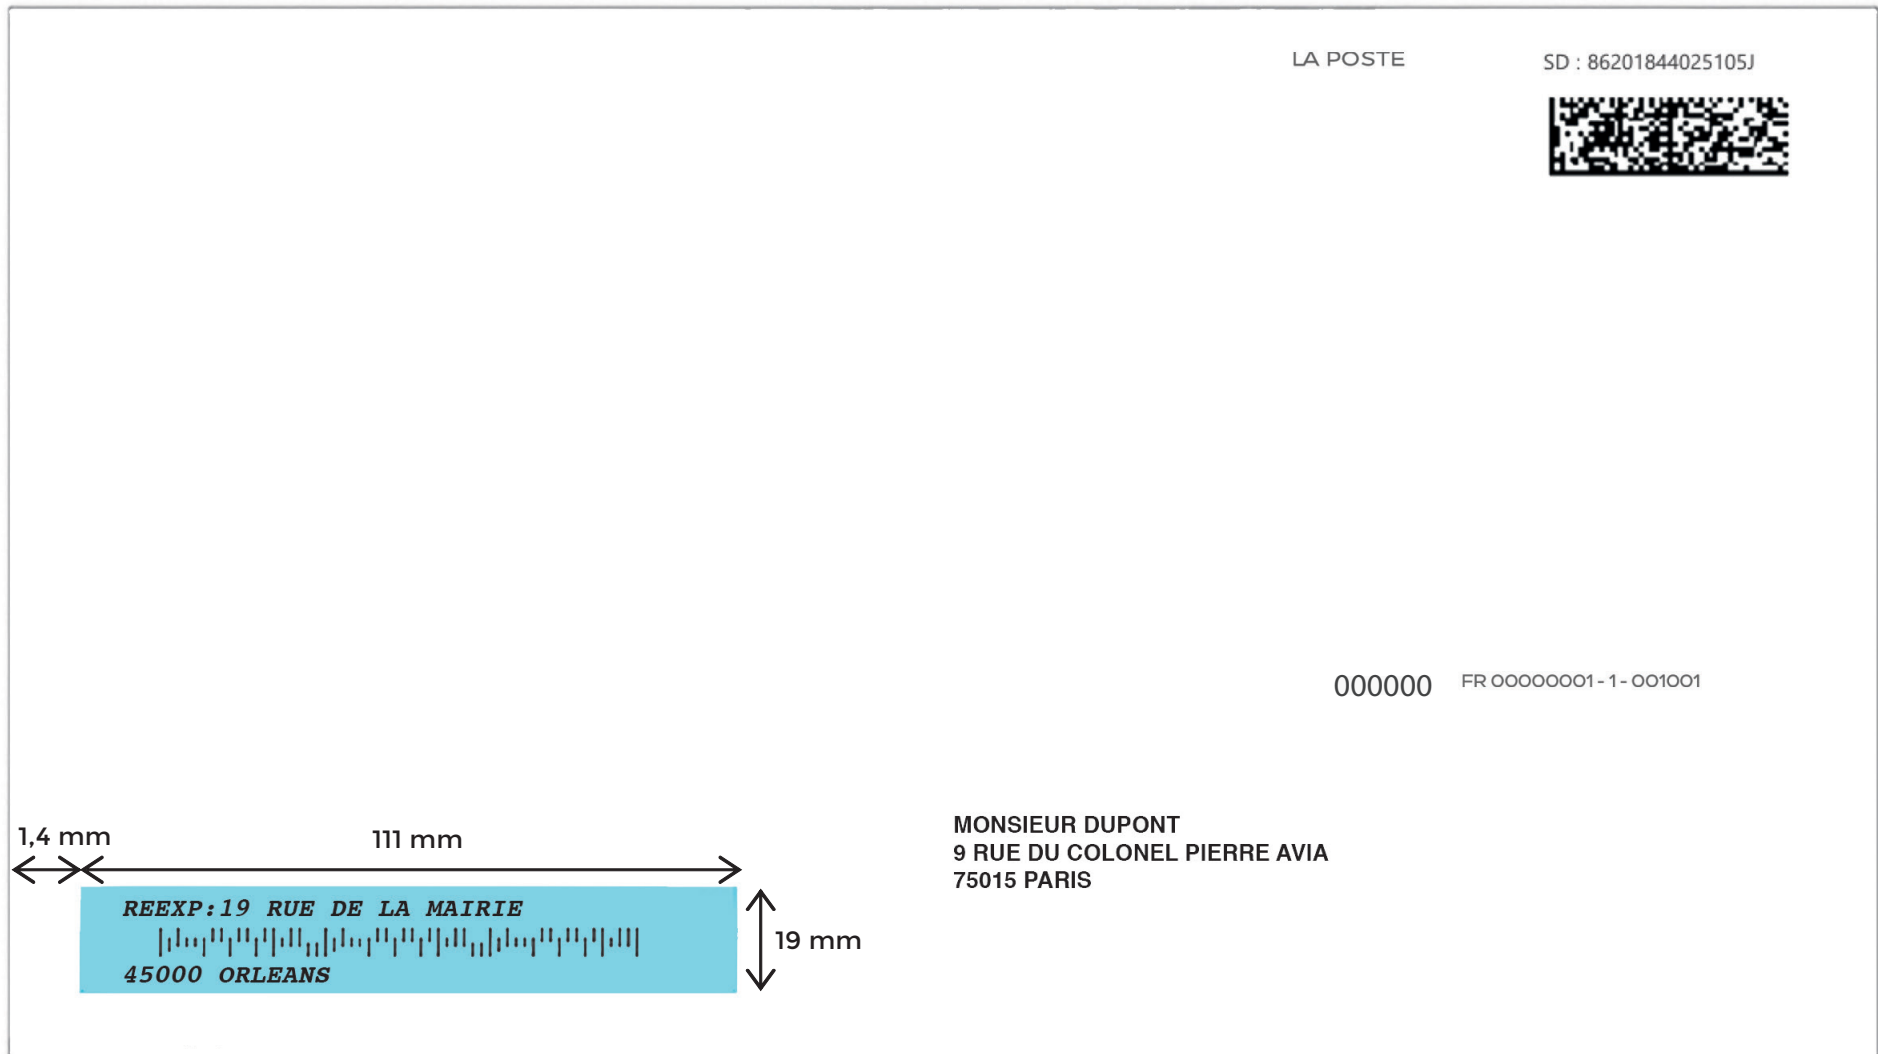 LA POSTE
SD : 86201844025105J
000000 FR 00000001 - 1 - 001001
MONSIEUR DUPONT
9 RUE DU COLONEL PIERRE AVIA
75015 PARIS
1,4 mm
111 mm
REEXP:19 RUE DE LA MAIRIE
45000 ORLEANS
19 mm